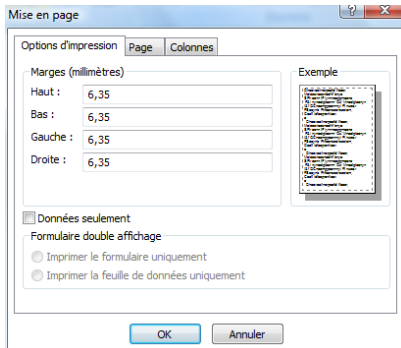 Mise en page
Options d'impression Page Colonnes
Marges (millimètres)
Haut : 6,35
Bas : 6,35
Gauche : 6,35
Droite : 6,35
Exemple
Données seulement
Formulaire double affichage
Imprimer le formulaire uniquement
Imprimer la feuille de données uniquement
OK Annuler